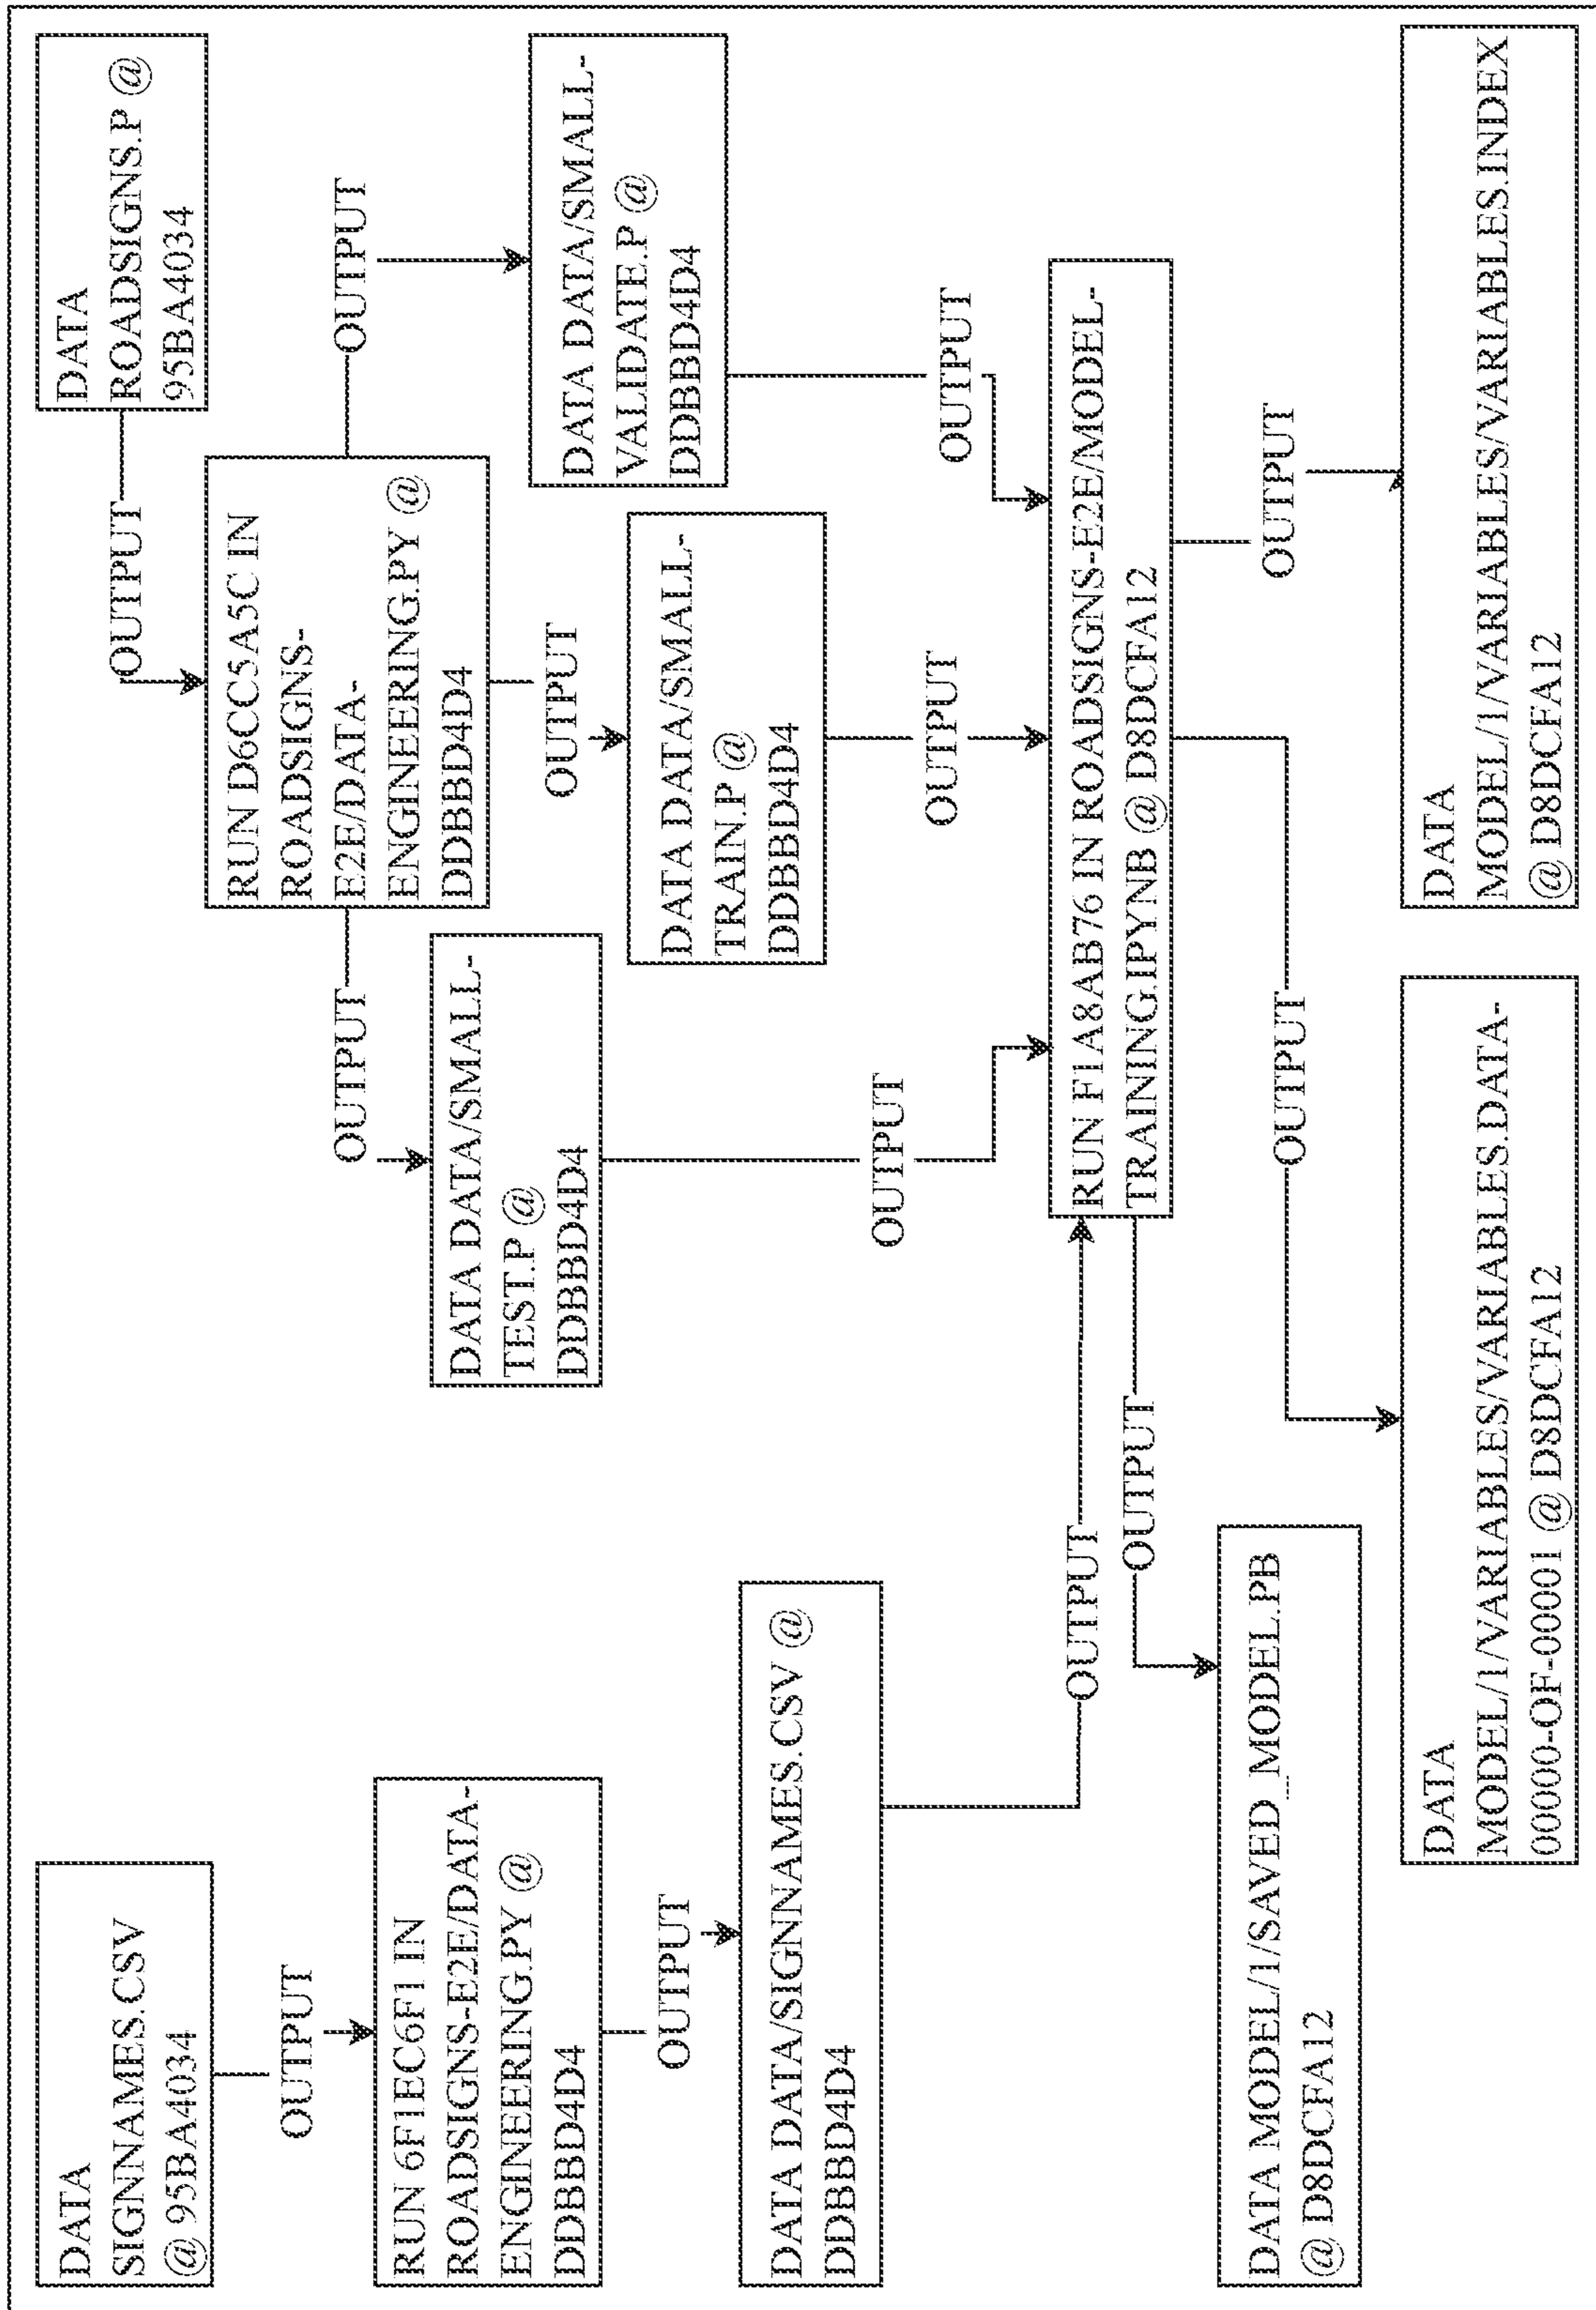 DATA
SIGNNAMES.CSV
@ 95BA4034
OUTPUT
RUN 6F1EC6F1 IN
ROADSIGNS-E2E/DATA-
ENGINEERING.PY @
DDBBD4D4
OUTPUT
DATA DATA/SIGNNAMES.CSV @
DDBBD4D4
OUTPUT
DATA
ROADSIGNS.P @
95BA4034
OUTPUT
RUN D6CC5A5C IN
ROADSIGNS-
E2E/DATA-
ENGINEERING.PY @
DDBBD4D4
OUTPUT
OUTPUT
OUTPUT
DATA DATA/SMALL-
TEST.P @
DDBBD4D4
DATA DATA/SMALL-
TRAIN.P @
DDBBD4D4
DATA DATA/SMALL-
VALIDATE.P @
DDBBD4D4
OUTPUT
OUTPUT
OUTPUT
RUN F1A8AB76 IN ROADSIGNS-E2E/MODEL-
TRAINING.IPYNB @ D8DCFA12
OUTPUT
OUTPUT
OUTPUT
DATA MODEL/1/SAVED_MODEL.PB
@ D8DCFA12
DATA
MODEL/1/VARIABLES/VARIABLES.DATA-
00000-OF-00001 @ D8DCFA12
DATA
MODEL/1/VARIABLES/VARIABLES.INDEX
@ D8DCFA12